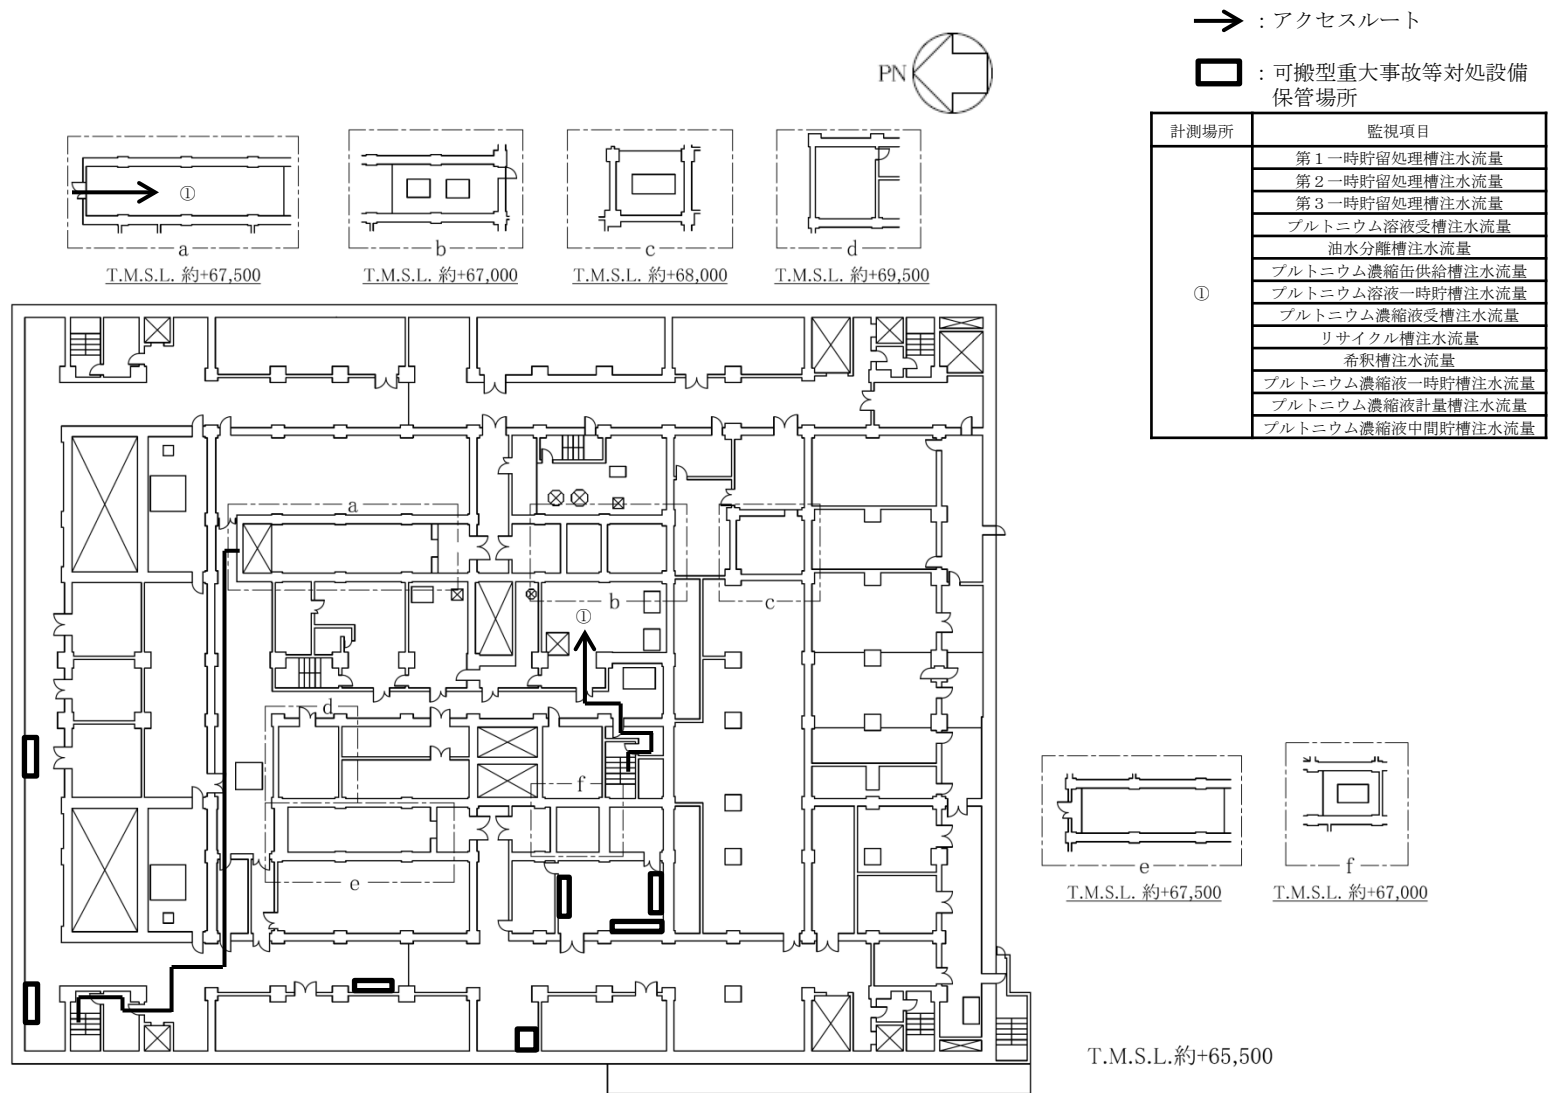 ：アクセスルート
：可搬型重大事故等対処設備
保管場所
PN
計測場所
監視項目
①
第１一時貯留処理槽注水流量
第２一時貯留処理槽注水流量
第３一時貯留処理槽注水流量
プルトニウム溶液受槽注水流量
油水分離槽注水流量
プルトニウム濃縮缶供給槽注水流量
プルトニウム溶液一時貯槽注水流量
プルトニウム濃縮液受槽注水流量
リサイクル槽注水流量
希釈槽注水流量
プルトニウム濃縮液一時貯槽注水流量
プルトニウム濃縮液計量槽注水流量
プルトニウム濃縮液中間貯槽注水流量
①
a
T.M.S.L. 約+67,500
b
T.M.S.L. 約+67,000
c
T.M.S.L. 約+68,000
d
T.M.S.L. 約+69,500
a
b
c
①
d
f
e
e
T.M.S.L. 約+67,500
f
T.M.S.L. 約+67,000
T.M.S.L.約+65,500